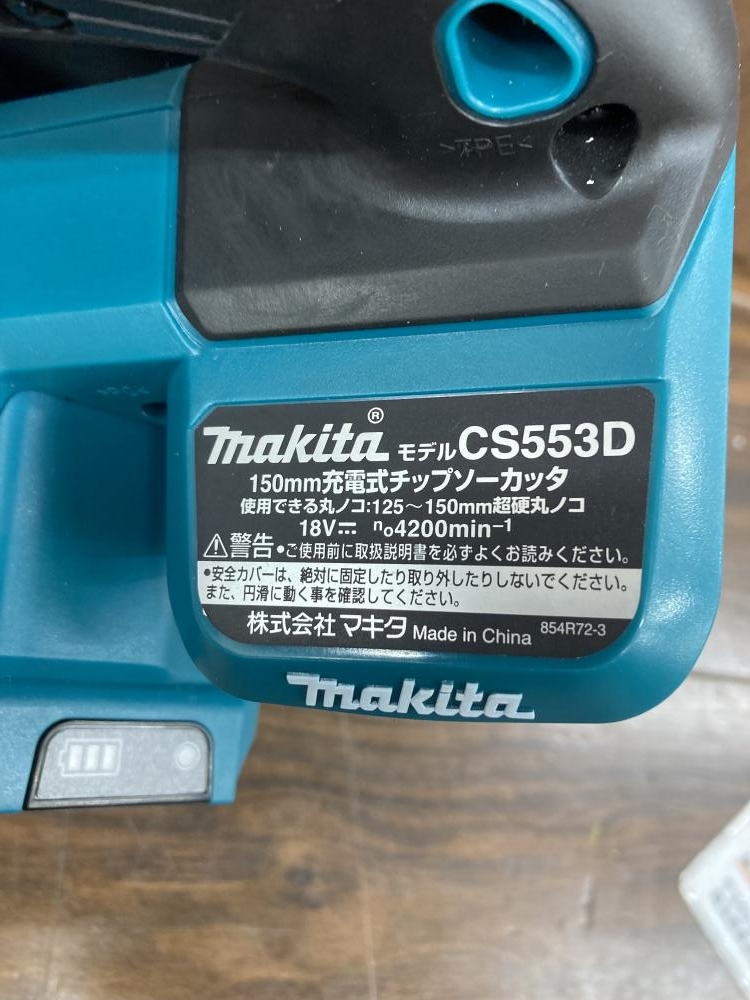 >TPE<
makita® モデル CS553D
150mm充電式チップソーカッタ
使用できる丸ノコ:125～150mm超硬丸ノコ
18V⎓ n₀4200min⁻¹
⚠警告●ご使用前に取扱説明書を必ずよくお読みください。
●安全カバーは、絶対に固定したり取り外したりしないでください。
また、円滑に動く事を確認してください。
株式会社マキタ Made in China 854R72-3
makita